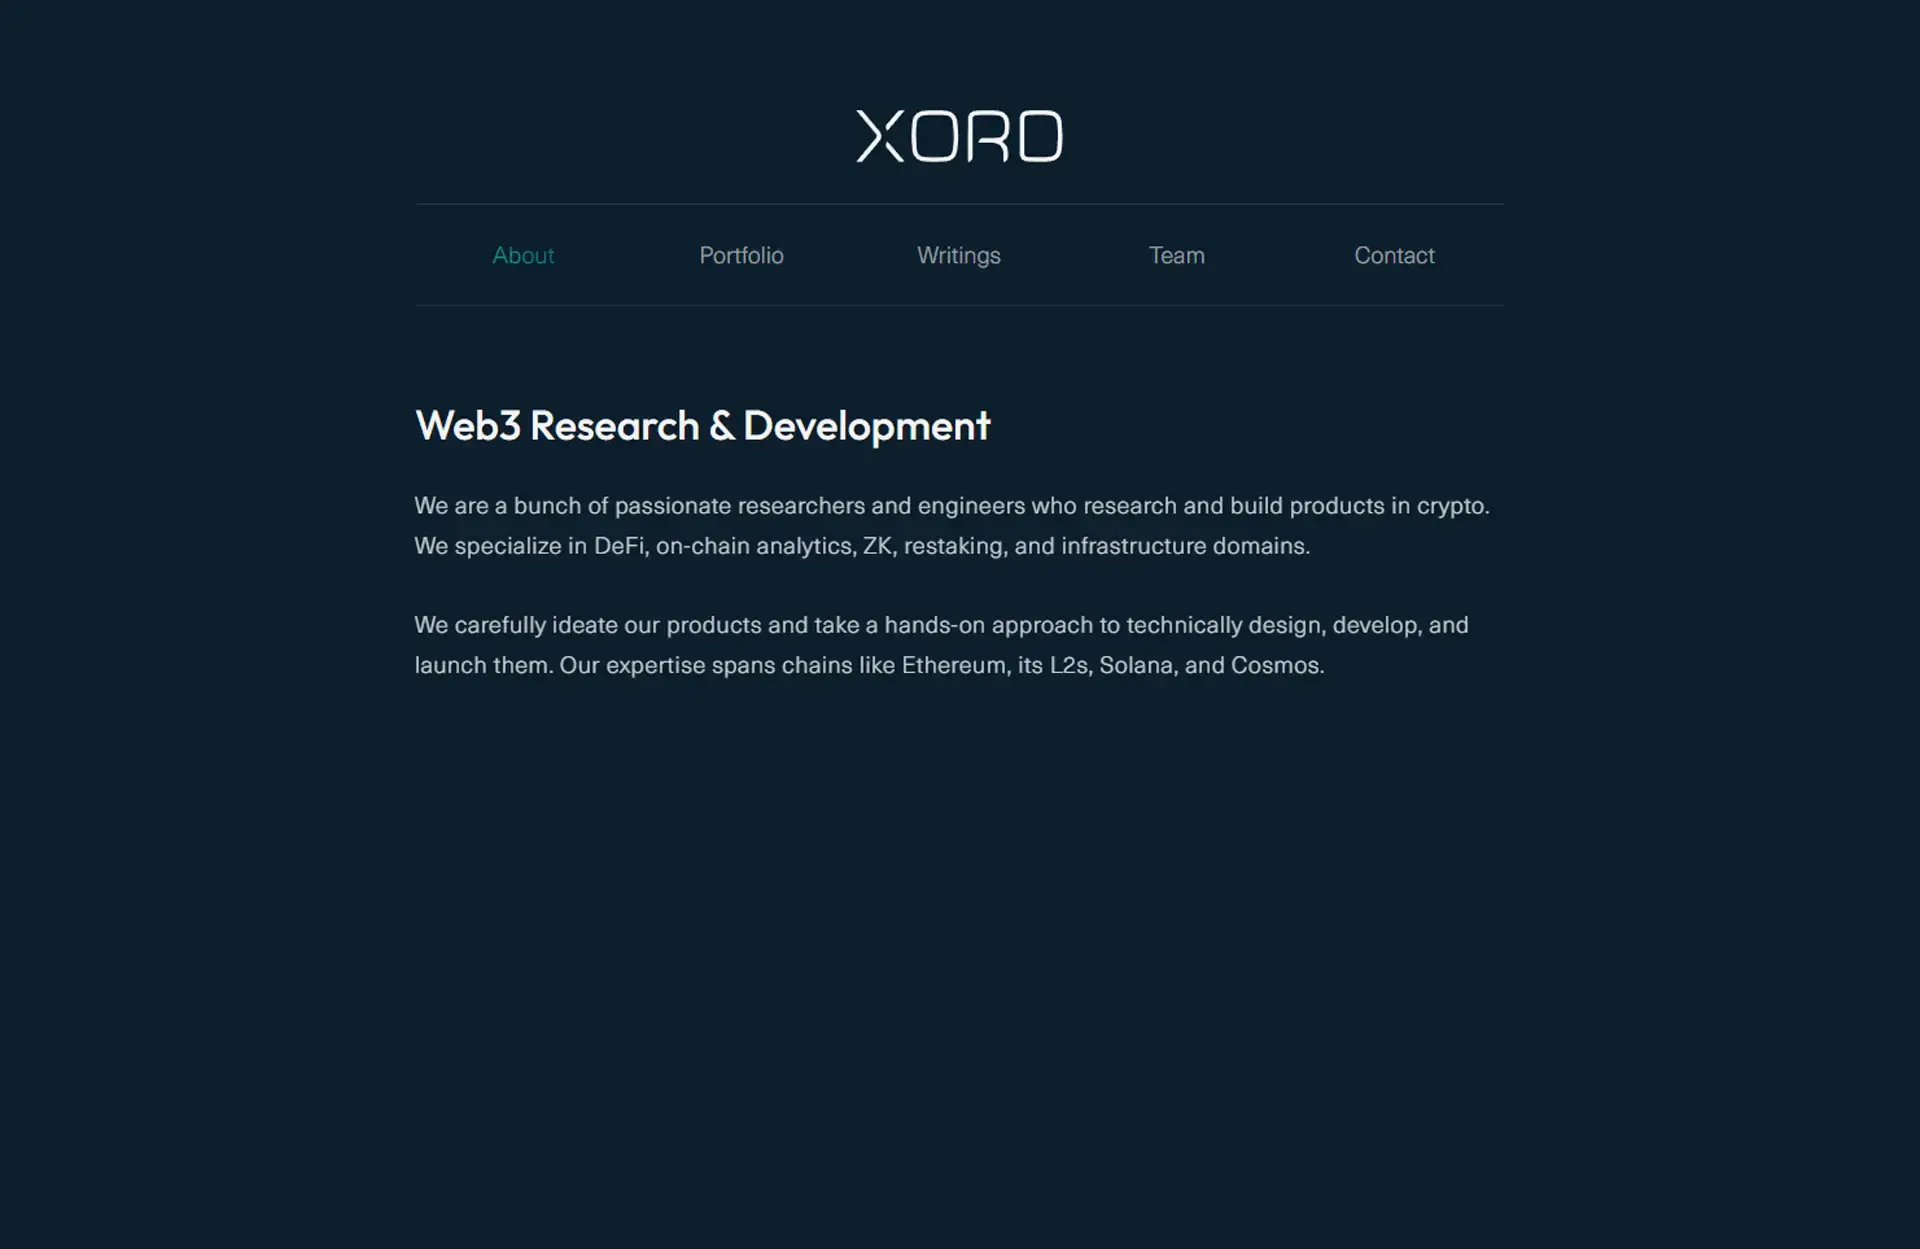 XORD
About
Portfolio
Writings
Team
Contact
Web3 Research & Development
We are a bunch of passionate researchers and engineers who research and build products in crypto.
We specialize in DeFi, on-chain analytics, ZK, restaking, and infrastructure domains.
We carefully ideate our products and take a hands-on approach to technically design, develop, and
launch them. Our expertise spans chains like Ethereum, its L2s, Solana, and Cosmos.